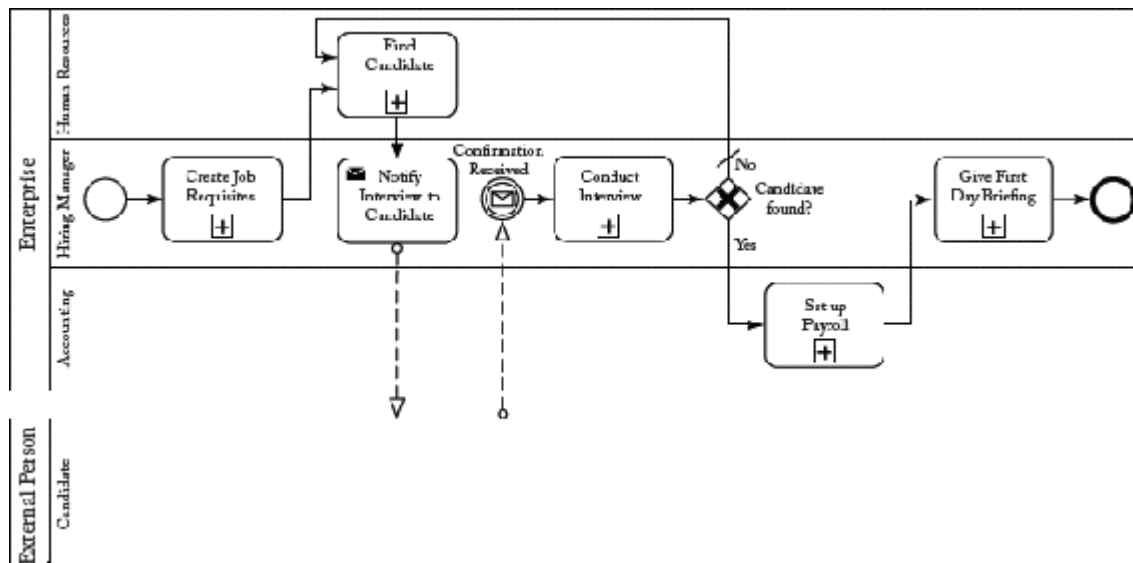 Enterprise
Human Resources
Find
Candidate
Hiring Manager
Create Job
Requisites
Notify
Interview to
Candidate
Confirmation
Received
Conduct
Interview
No
Candidate
found?
Yes
Give First
Day Briefing
Accounting
Set up
Payroll
External Person
Candidate